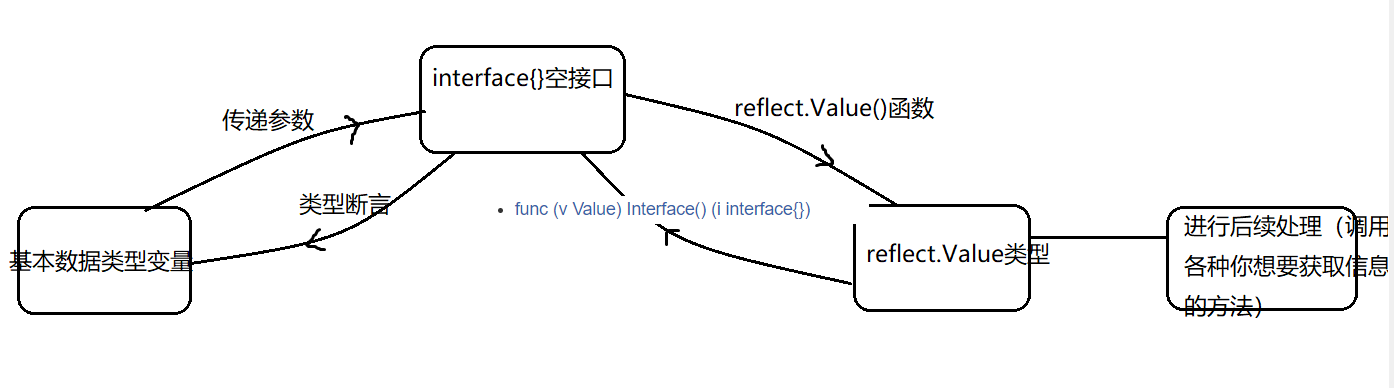 interface{}空接口
reflect.Value()函数
传递参数
类型断言
func (v Value) Interface() (i interface{})
基本数据类型变量
reflect.Value类型
进行后续处理（调用
各种你想要获取信息
的方法）